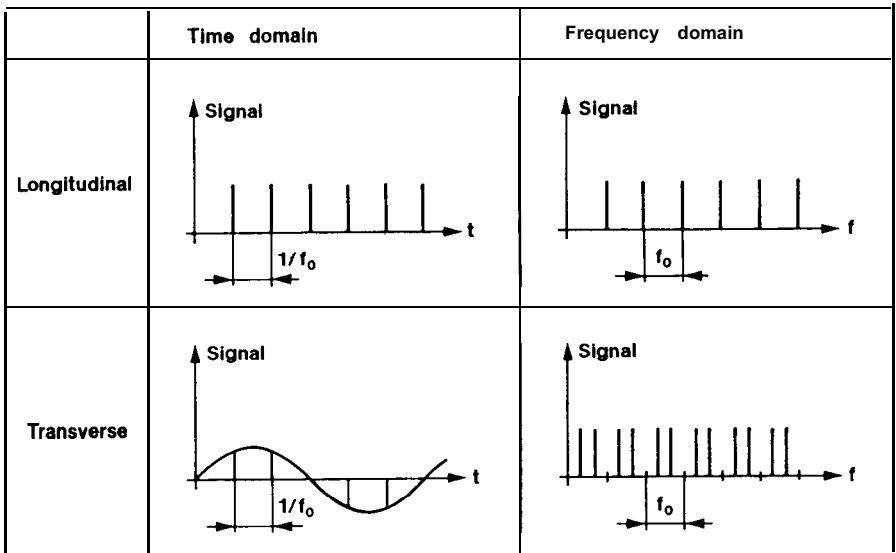 Time domain
Frequency domain
Longitudinal
Signal
t
1/f₀
Signal
f
f₀
Transverse
Signal
t
1/f₀
Signal
f
f₀